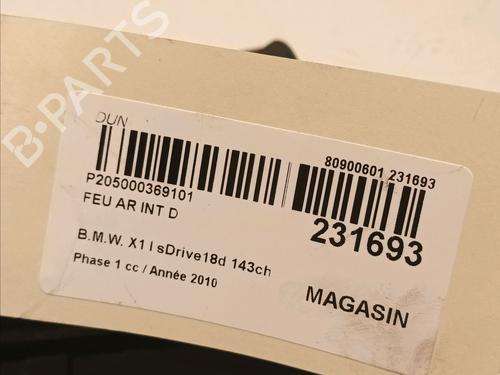 B-PARTS
DUN
80900601 231693
P205000369101
FEU AR INT D
231693
B.M.W. X1 I sDrive18d 143ch
Phase 1 cc / Année 2010
MAGASIN